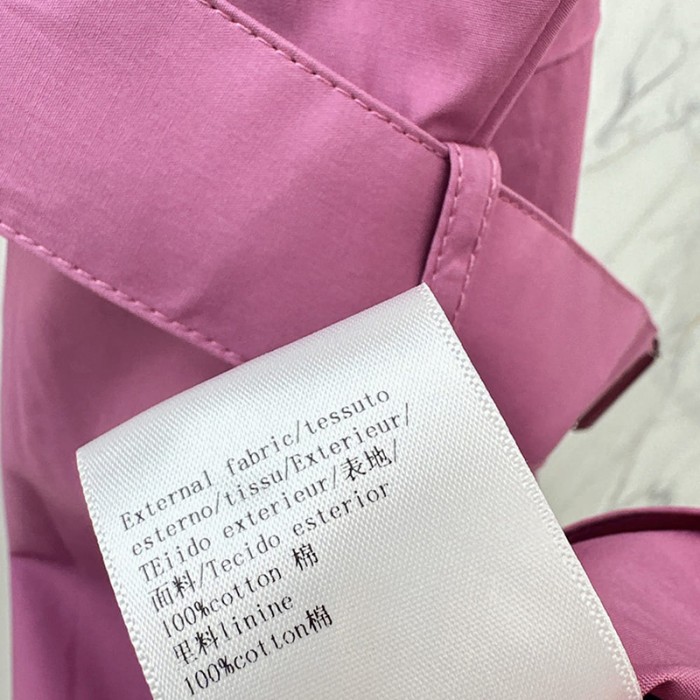 External fabric/tessuto
esterno/tissu/Exterieur/
TEiido exterieur/表地/
面料/Tecido esterior
100%cotton 棉
里料linine
100%cotton棉